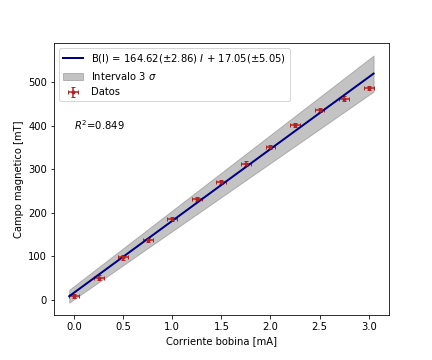 B(I) = 164.62(±2.86) I + 17.05(±5.05)
Intervalo 3 σ
Datos
R²=0.849
Campo magnetico [mT]
500
400
300
200
100
0
0.0 0.5 1.0 1.5 2.0 2.5 3.0
Corriente bobina [mA]